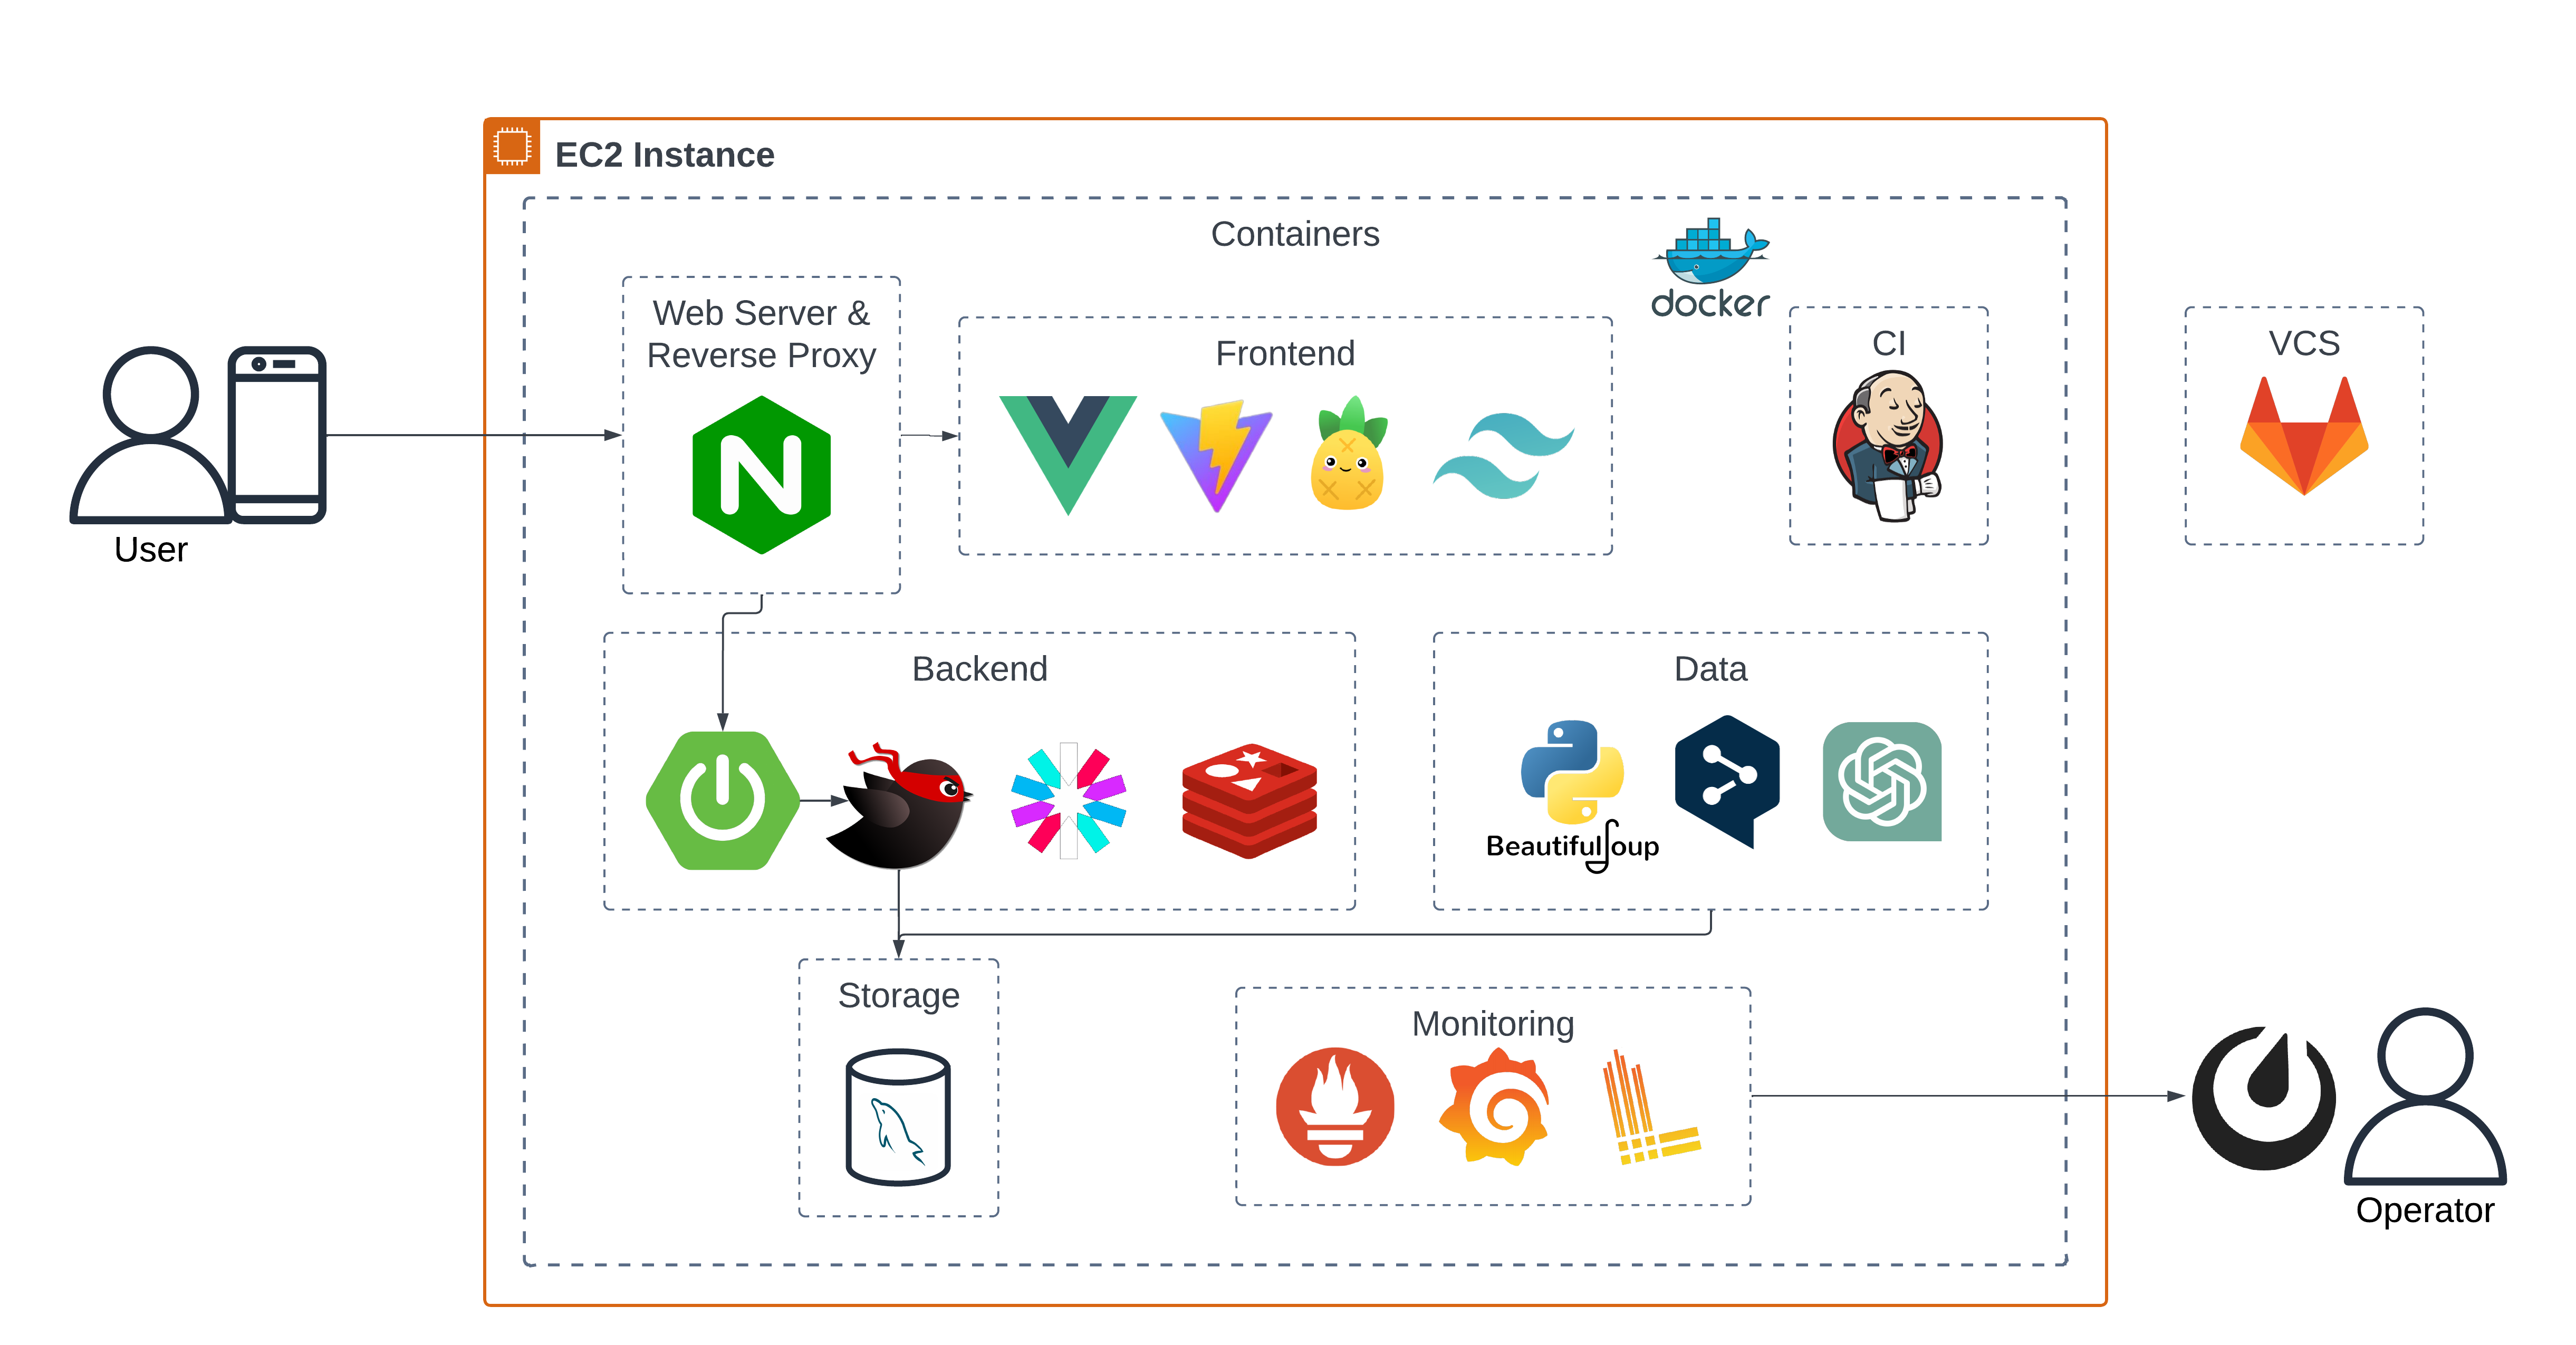 EC2 Instance
Containers
docker
Web Server &
Reverse Proxy
Frontend
CI
VCS
User
Backend
Data
BeautifulSoup
Storage
Monitoring
Operator